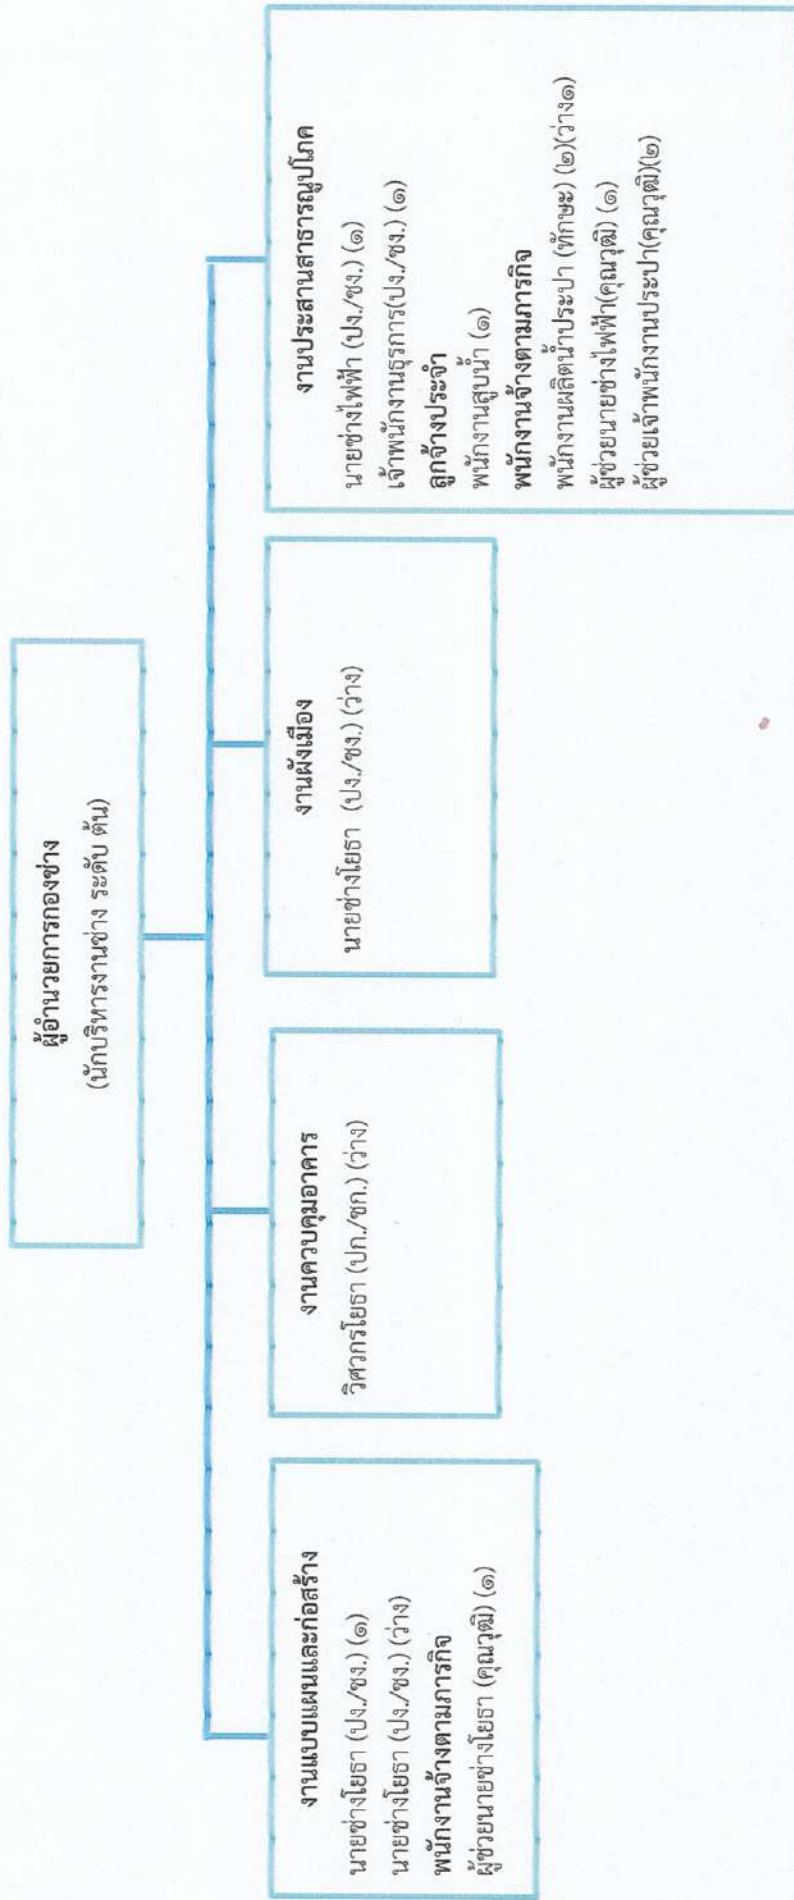 ผู้อำนวยการกองช่าง
(นักบริหารงานช่าง ระดับ ต้น)
งานแบบแผนและก่อสร้าง
นายช่างโยธา (ปง./ชง.) (๑)
นายช่างโยธา (ปง./ชง.) (ว่าง)
พนักงานจ้างตามภารกิจ
ผู้ช่วยนายช่างโยธา (คุณวุฒิ) (๑)
งานควบคุมอาคาร
วิศวกรโยธา (ปก./ชก.) (ว่าง)
งานผังเมือง
นายช่างโยธา (ปง./ชง.) (ว่าง)
งานประสานสาธารณูปโภค
นายช่างไฟฟ้า (ปง./ชง.) (๑)
เจ้าพนักงานธุรการ(ปง./ชง.) (๑)
ลูกจ้างประจำ
พนักงานสูบน้ำ (๑)
พนักงานจ้างตามภารกิจ
พนักงานผลิตน้ำประปา (ทักษะ) (๒)(ว่าง๑)
ผู้ช่วยนายช่างไฟฟ้า(คุณวุฒิ) (๑)
ผู้ช่วยเจ้าพนักงานประปา(คุณวุฒิ)(๒)